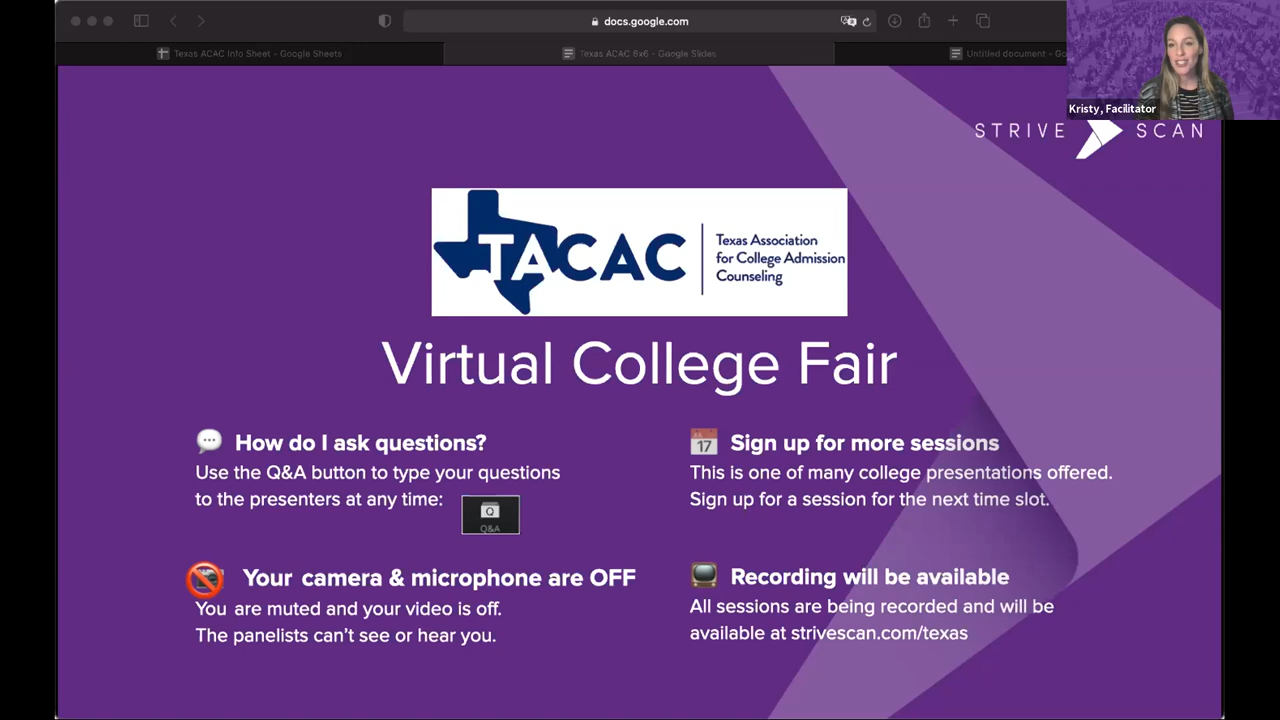 docs.google.com
Texas ACAC Info Sheet - Google Sheets
Texas ACAC 6x6 - Google Slides
Untitled document - Go
Kristy, Facilitator
STRIVE SCAN
TACAC
Texas Association
for College Admission
Counseling
Virtual College Fair
How do I ask questions?
Use the Q&A button to type your questions
to the presenters at any time:
Q
Q&A
Sign up for more sessions
17
This is one of many college presentations offered.
Sign up for a session for the next time slot.
Your camera & microphone are OFF
You are muted and your video is off.
The panelists can't see or hear you.
Recording will be available
All sessions are being recorded and will be
available at strivescan.com/texas